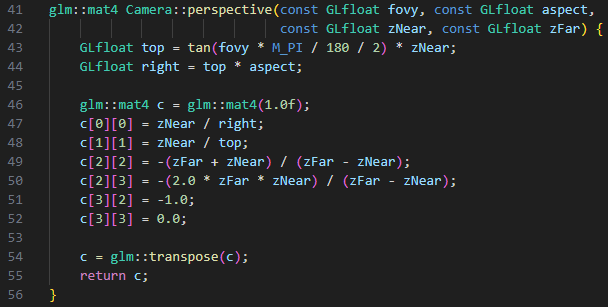 41 glm::mat4 Camera::perspective(const GLfloat fovy, const GLfloat aspect,
42 const GLfloat zNear, const GLfloat zFar) {
43 GLfloat top = tan(fovy * M_PI / 180 / 2) * zNear;
44 GLfloat right = top * aspect;
45
46 glm::mat4 c = glm::mat4(1.0f);
47 c[0][0] = zNear / right;
48 c[1][1] = zNear / top;
49 c[2][2] = -(zFar + zNear) / (zFar - zNear);
50 c[2][3] = -(2.0 * zFar * zNear) / (zFar - zNear);
51 c[3][2] = -1.0;
52 c[3][3] = 0.0;
53
54 c = glm::transpose(c);
55 return c;
56 }